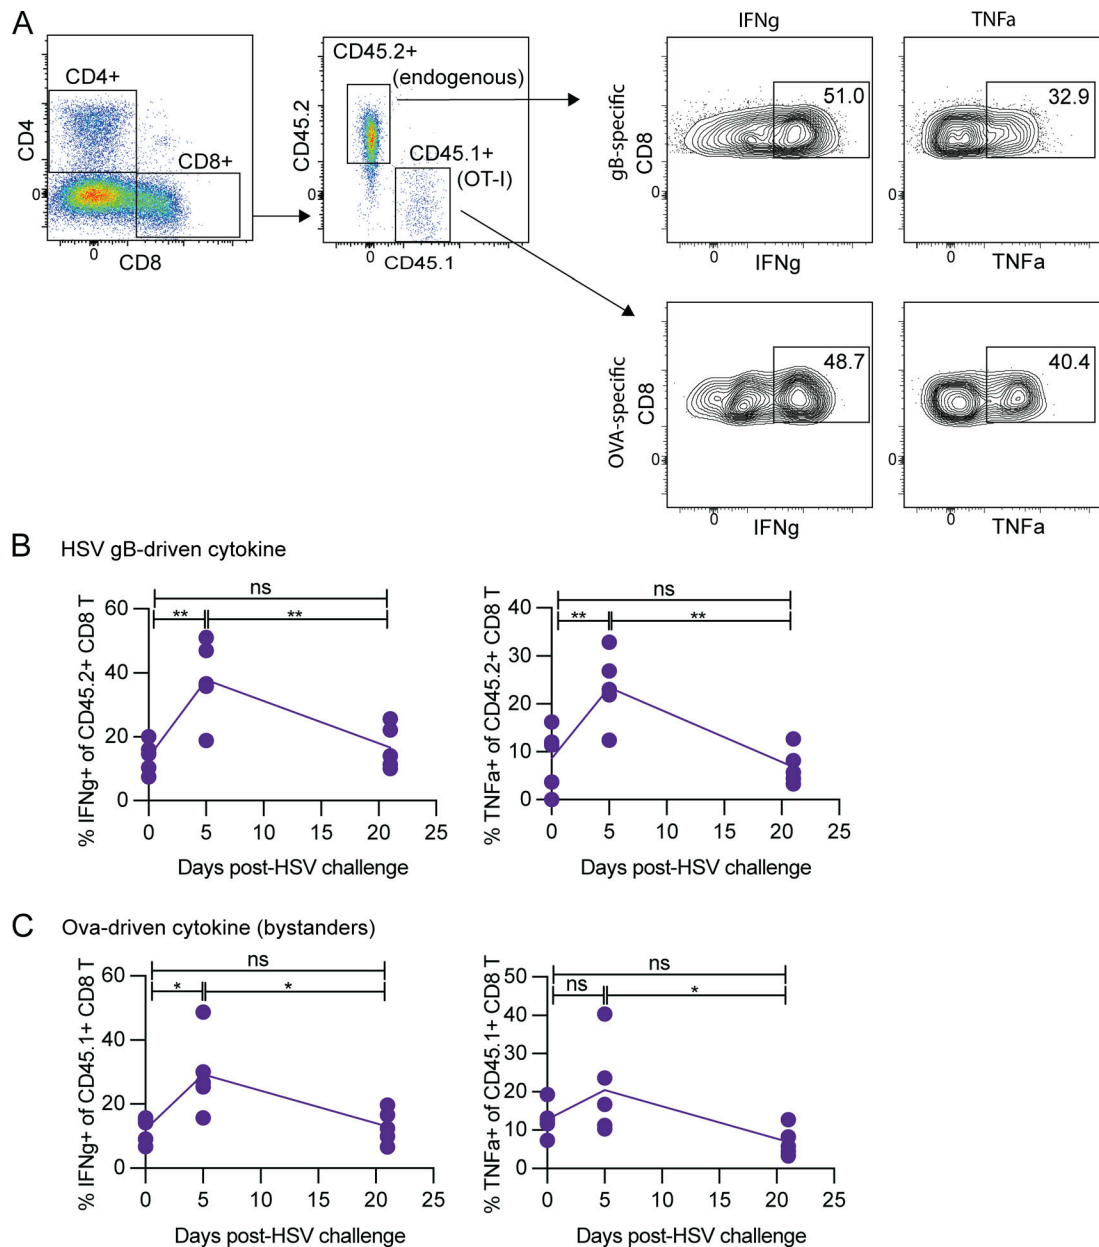 A
CD4+
CD8+
CD4
0
0
CD8
CD45.2+
(endogenous)
CD45.1+
(OT-I)
CD45.2
0
0
CD45.1
IFNg
TNFa
gB-specific
CD8
51.0
0
0
IFNg
32.9
0
0
TNFa
OVA-specific
CD8
48.7
0
0
IFNg
40.4
0
0
TNFa
B HSV gB-driven cytokine
% IFNg+ of CD45.2+ CD8 T
ns
** **
60
40
20
0
0 5 10 15 20 25
Days post-HSV challenge
% TNFa+ of CD45.2+ CD8 T
ns
** **
40
30
20
10
0
0 5 10 15 20 25
Days post-HSV challenge
C Ova-driven cytokine (bystanders)
% IFNg+ of CD45.1+ CD8 T
ns
* *
60
40
20
0
0 5 10 15 20 25
Days post-HSV challenge
% TNFa+ of CD45.1+ CD8 T
ns
ns *
50
40
30
20
10
0
0 5 10 15 20 25
Days post-HSV challenge